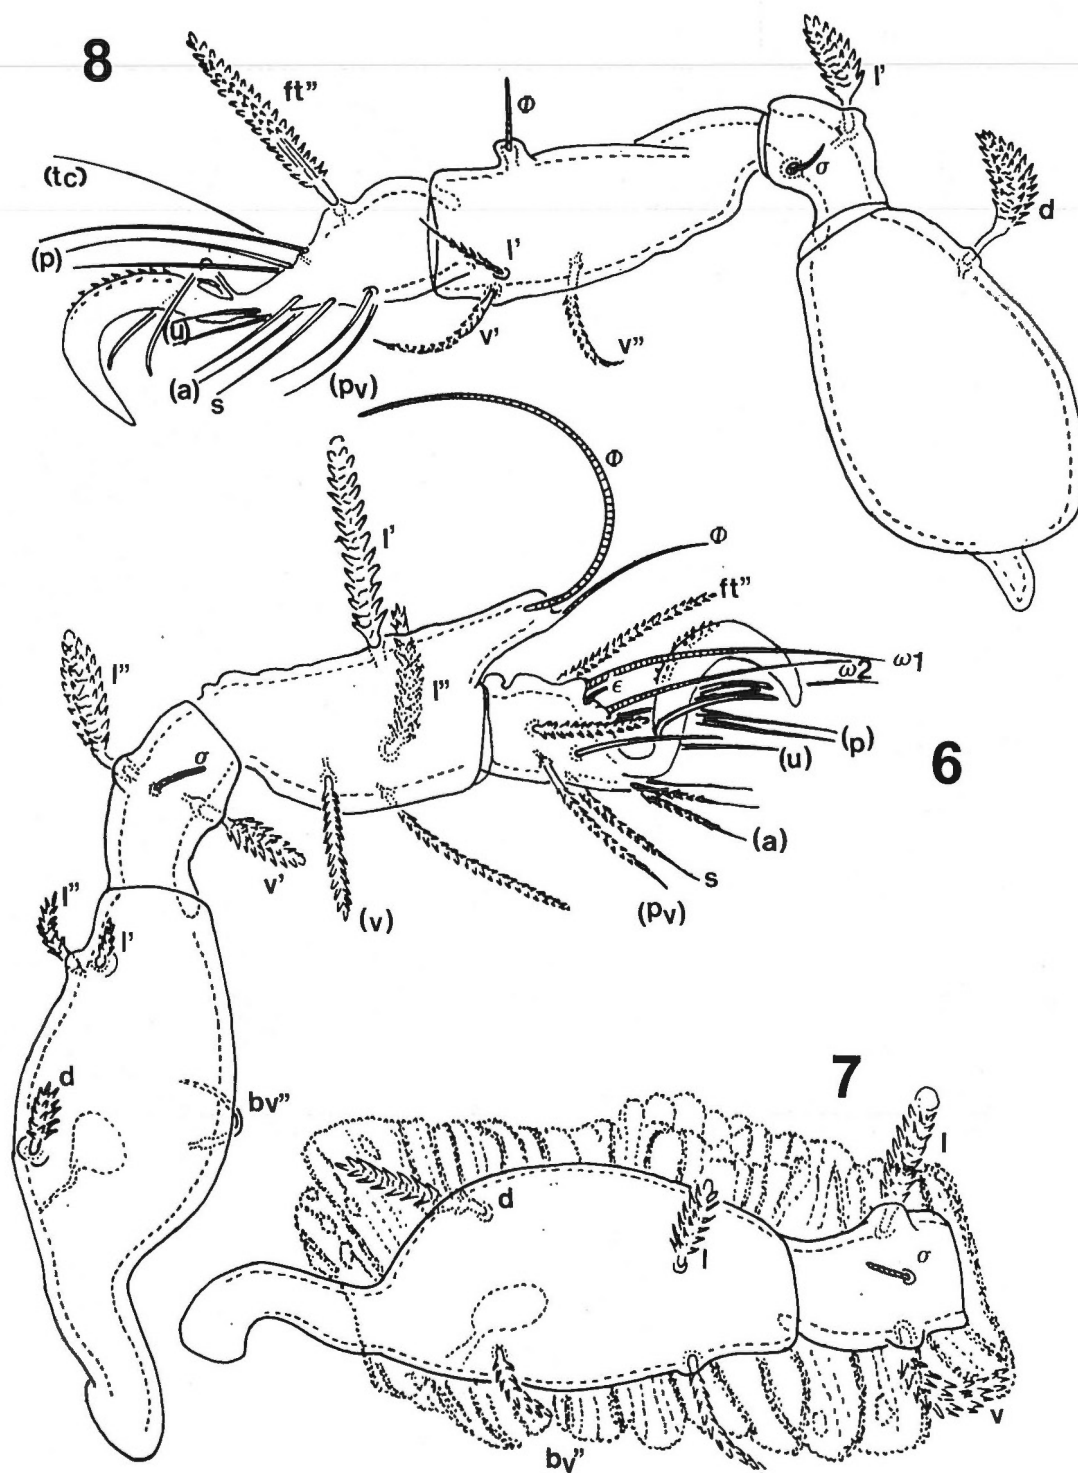 8
ft"
Φ
l'
σ
d
(tc)
(p)
l'
(u)
v'
v"
(a)
s
(pv)
Φ
l'
Φ
ft"
ω1
ω2
ε
l"
l"
(p)
(u)
6
σ
(a)
s
v'
(v)
(pv)
l"
l'
d
bv"
7
l
d
l
σ
v
bv"